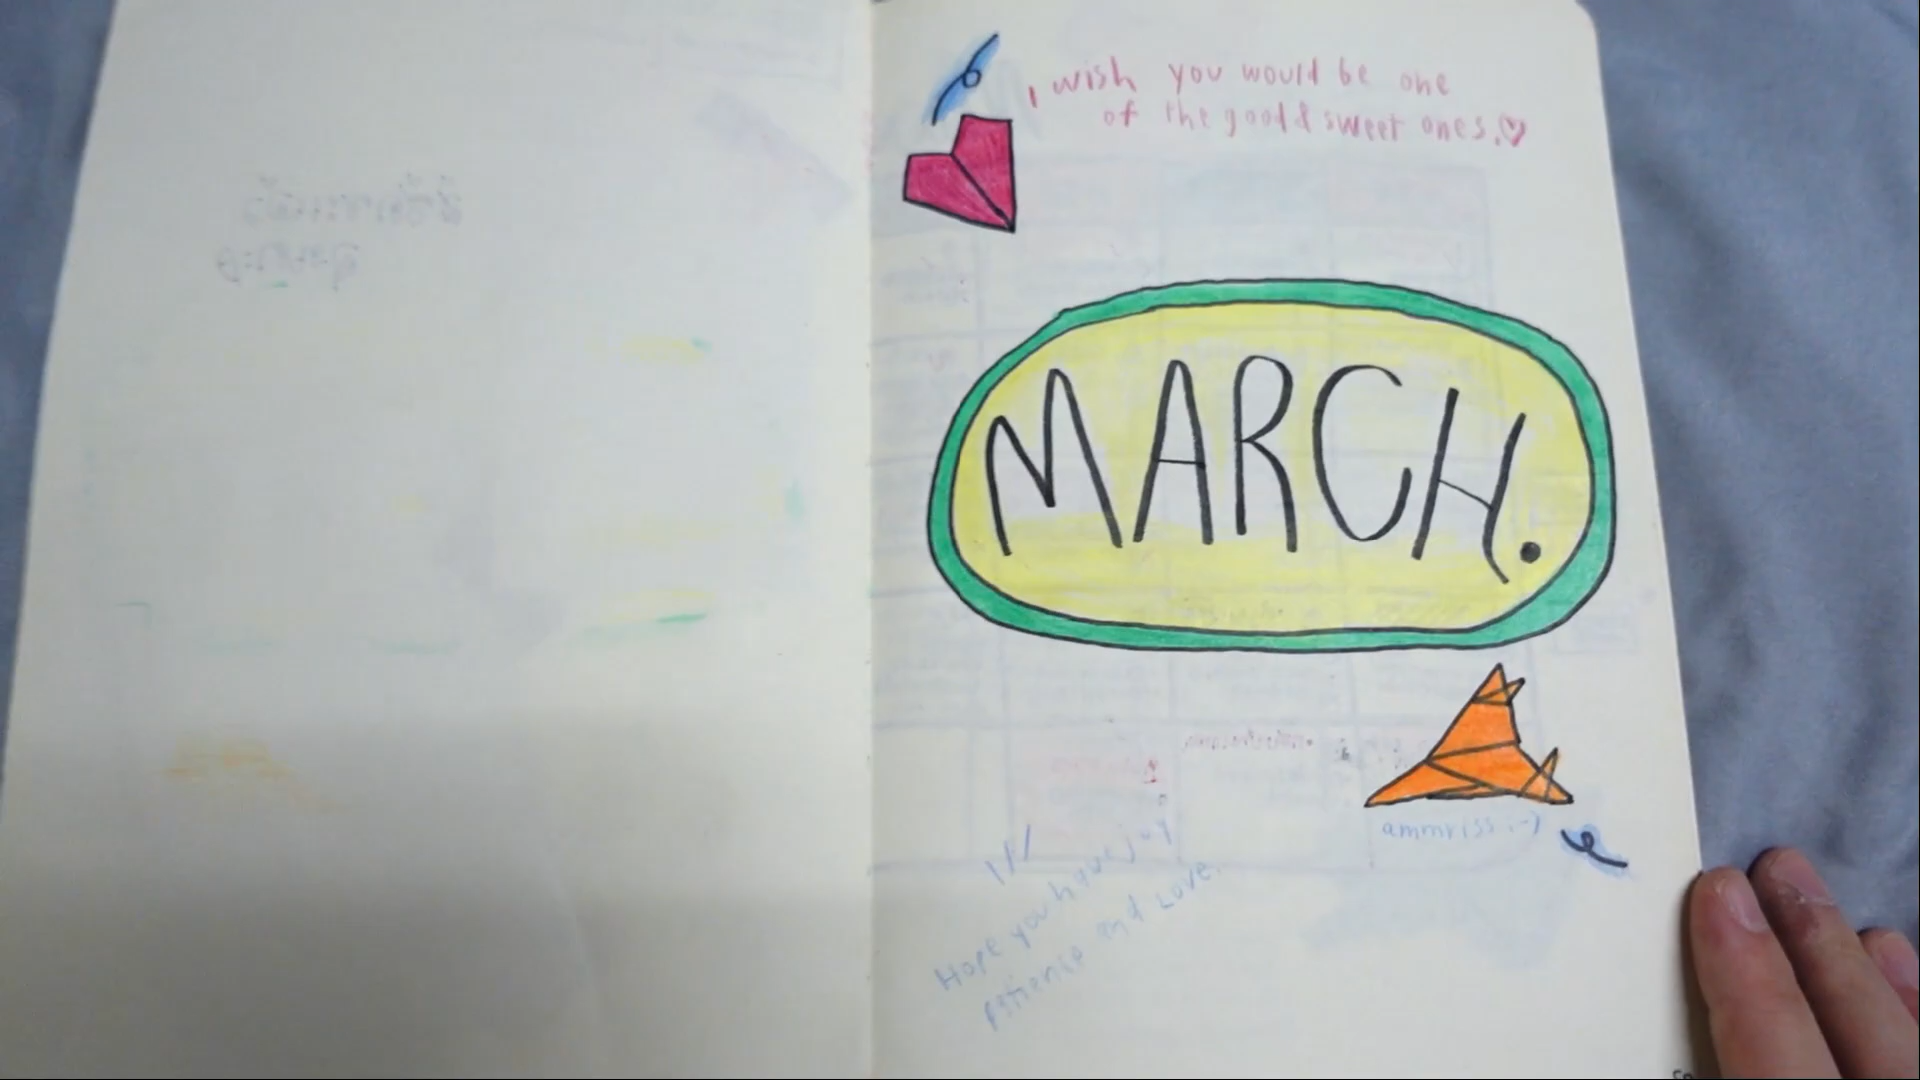 I wish you would be one
of the good & sweet ones.♡
MARCH.
ammriss :-)
Hope you have joy
patience and love.